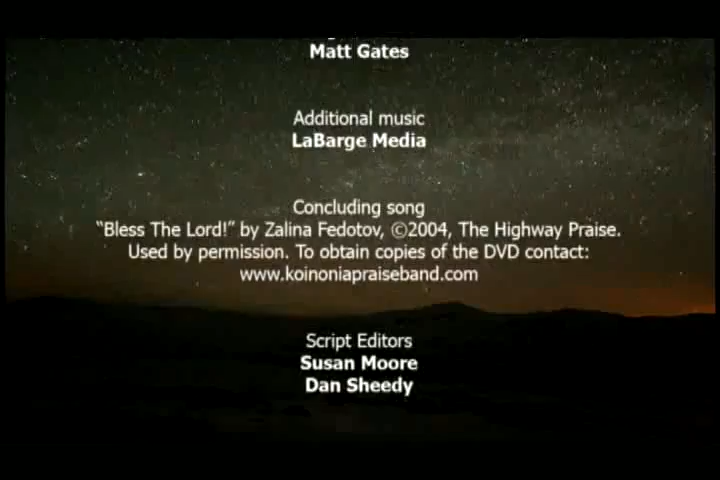 Matt Gates
Additional music
LaBarge Media
Concluding song
“Bless The Lord!” by Zalina Fedotov, ©2004, The Highway Praise.
Used by permission. To obtain copies of the DVD contact:
www.koinoniapraiseband.com
Script Editors
Susan Moore
Dan Sheedy